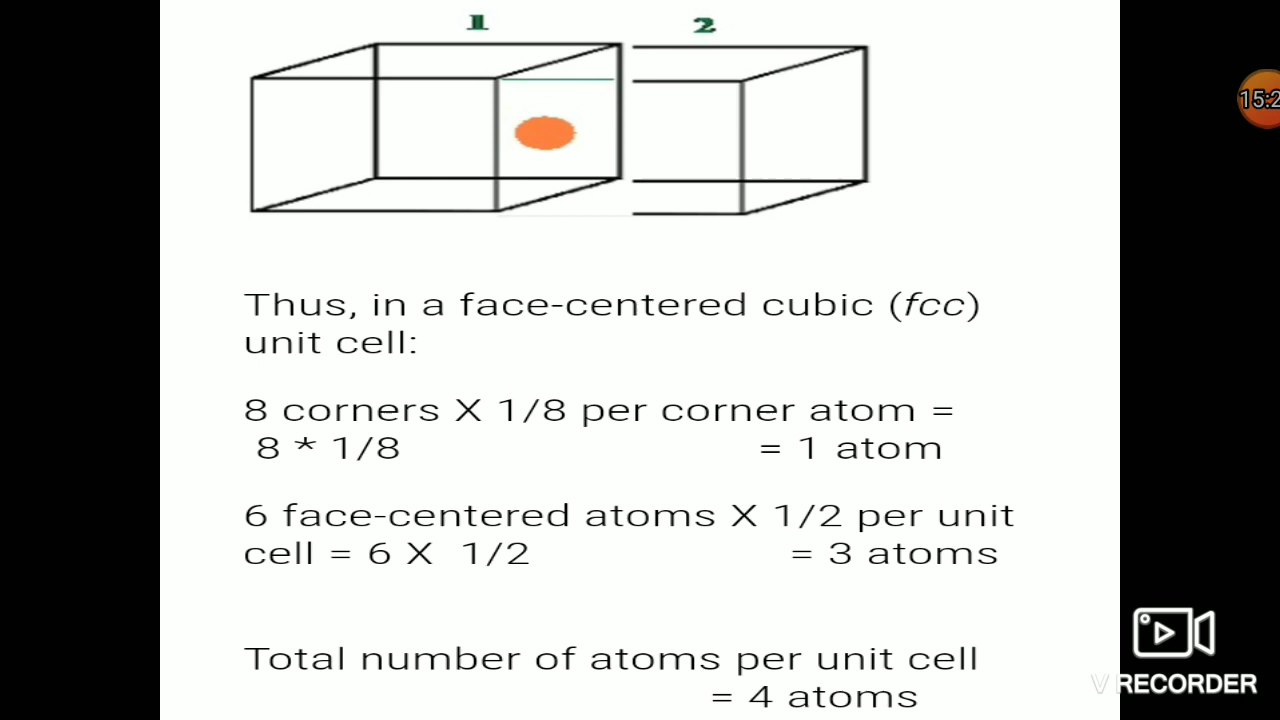 1 2
15:2
Thus, in a face-centered cubic (fcc)
unit cell:
8 corners X 1/8 per corner atom =
8 * 1/8 = 1 atom
6 face-centered atoms X 1/2 per unit
cell = 6 X 1/2 = 3 atoms
Total number of atoms per unit cell
= 4 atoms
V RECORDER